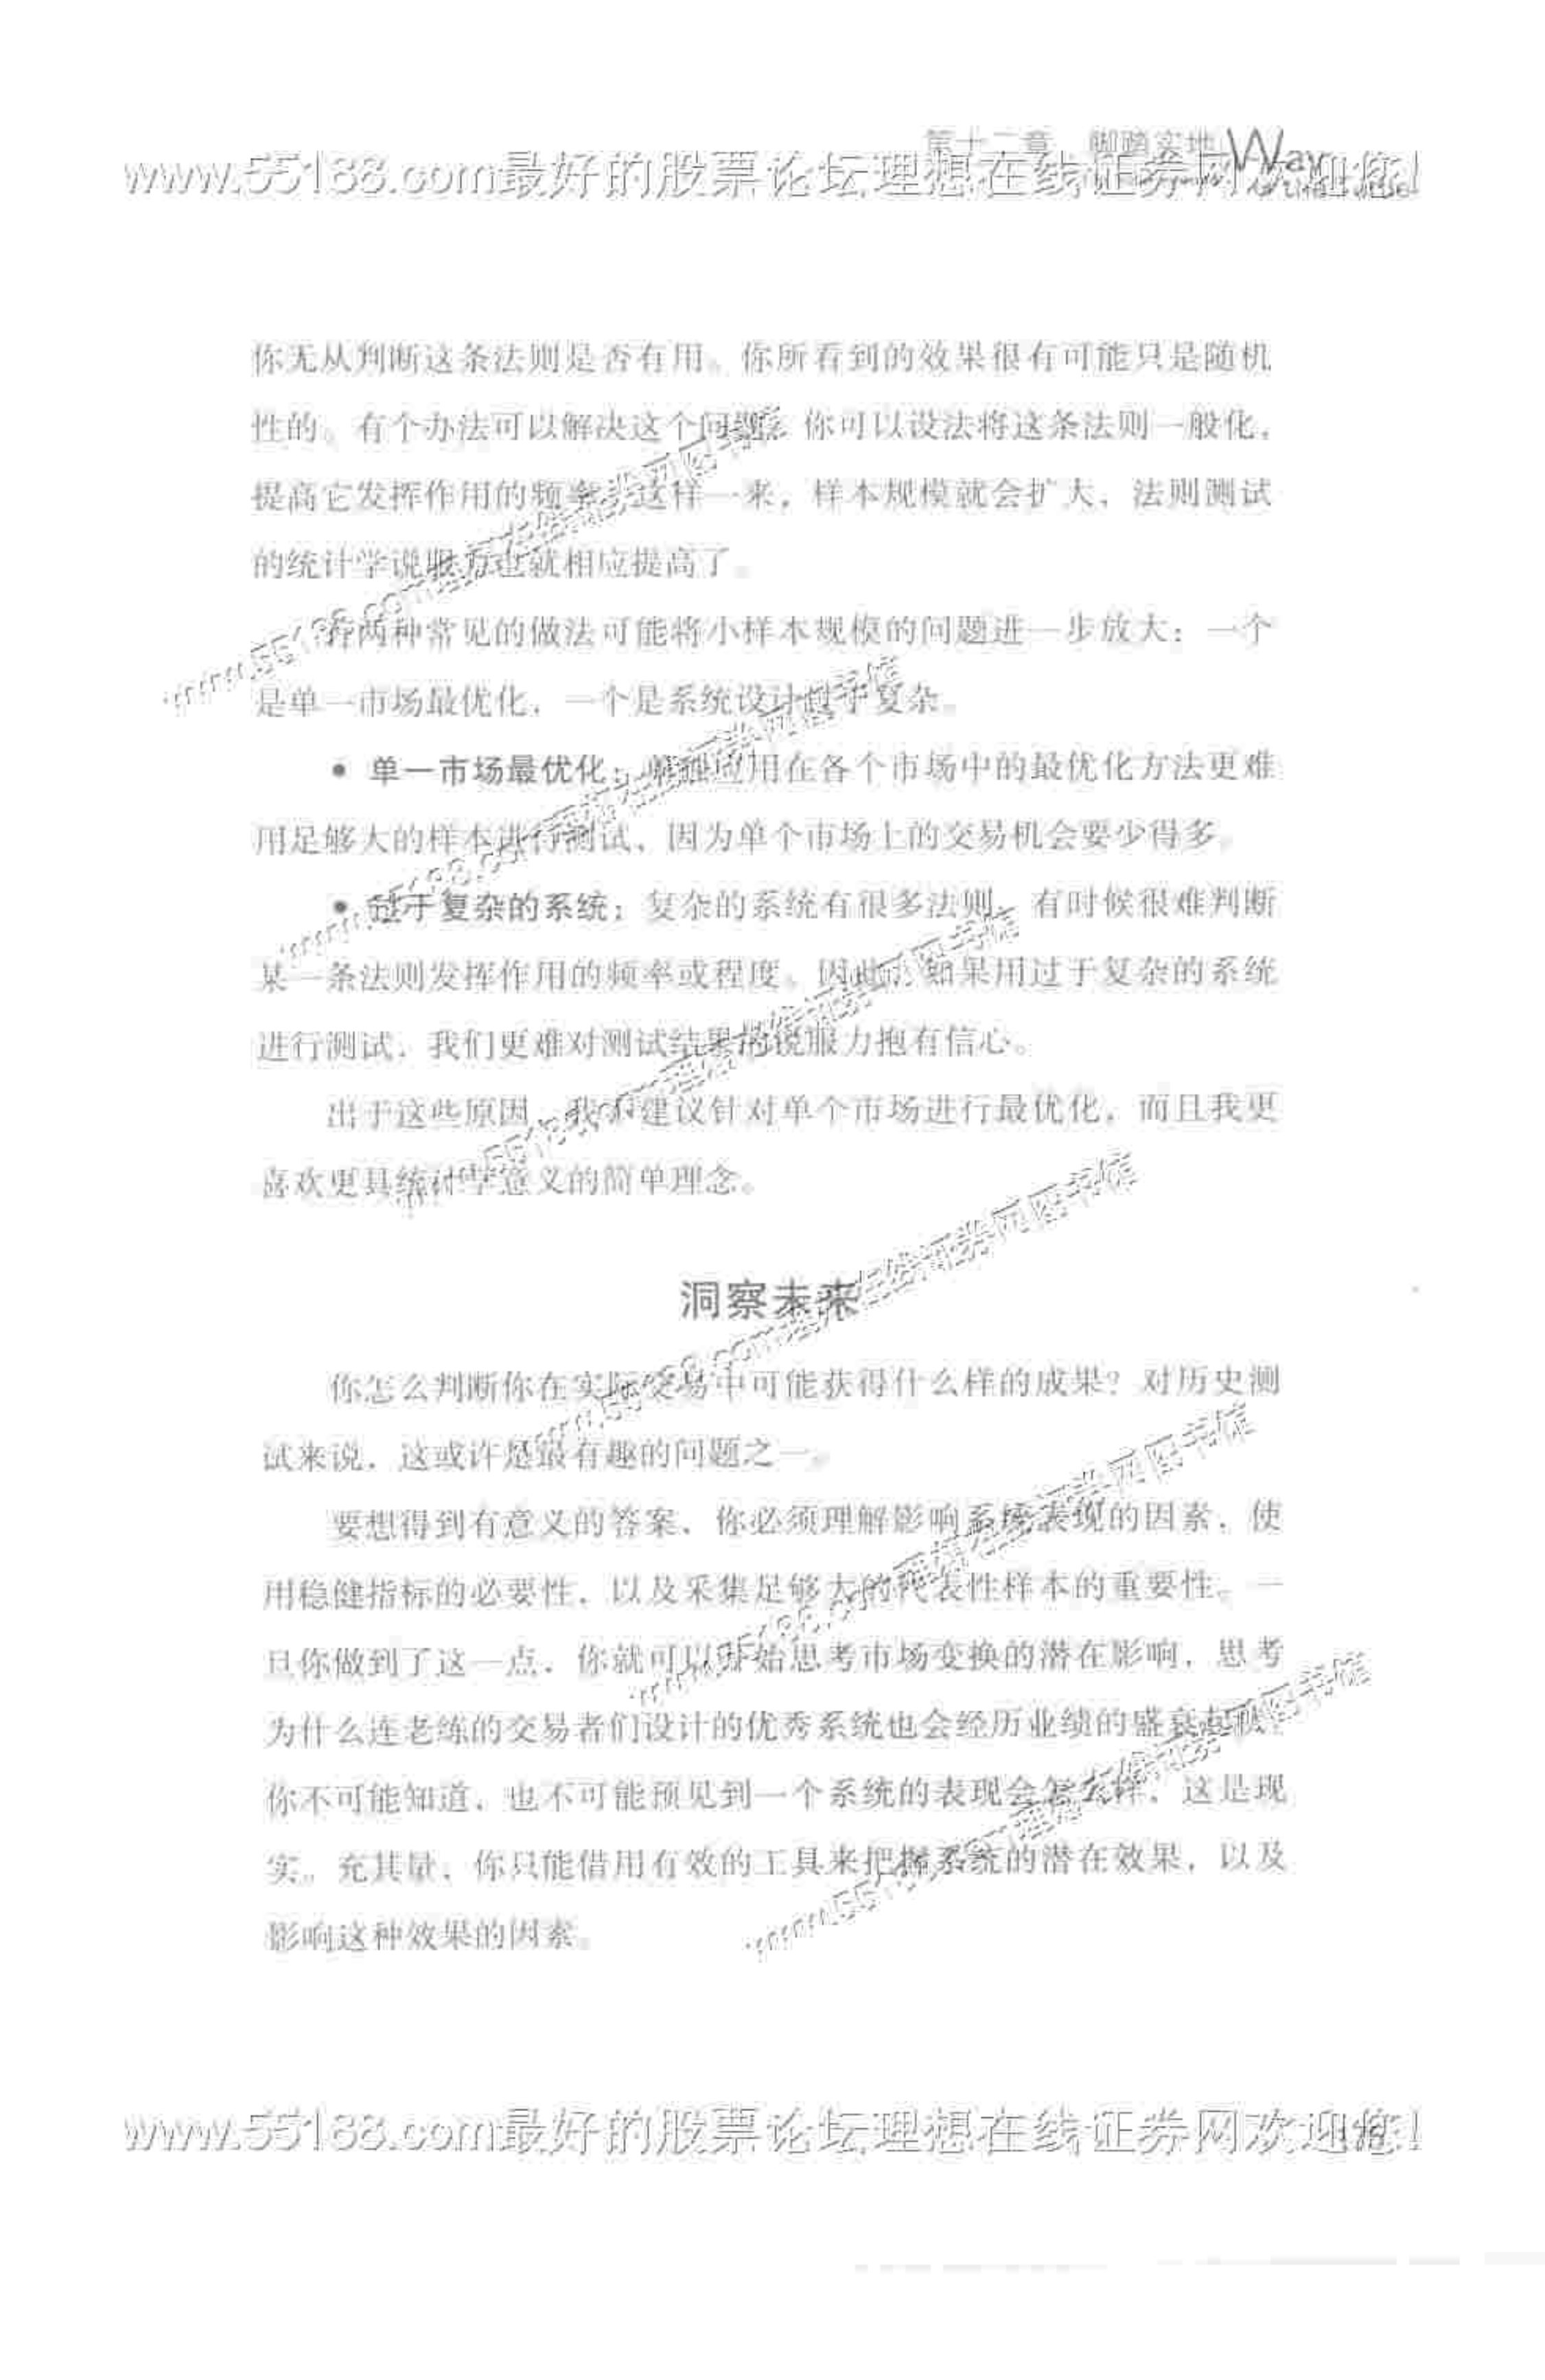 第十二章 脚踏实地 Way
www.55188.com最好的股票论坛理想在线证券网欢迎您!
你无从判断这条法则是否有用。你所看到的效果很有可能只是随机
性的。有个办法可以解决这个问题：你可以设法将这条法则一般化，
提高它发挥作用的频率。这样一来，样本规模就会扩大，法则测试
的统计学说服力也就相应提高了。
有两种常见的做法可能将小样本规模的问题进一步放大：一个
是单一市场最优化，一个是系统设计过于复杂。
• 单一市场最优化：单独应用在各个市场中的最优化方法更难
用足够大的样本进行测试，因为单个市场上的交易机会要少得多。
• 过于复杂的系统：复杂的系统有很多法则，有时候很难判断
某一条法则发挥作用的频率或程度。因此，如果用过于复杂的系统
进行测试，我们更难对测试结果的说服力抱有信心。
出于这些原因，我不建议针对单个市场进行最优化，而且我更
喜欢更具统计学意义的简单理念。
洞察未来
你怎么判断你在实际交易中可能获得什么样的成果？对历史测
试来说，这或许是最有趣的问题之一。
要想得到有意义的答案，你必须理解影响系统表现的因素，使
用稳健指标的必要性，以及采集足够大的代表性样本的重要性。一
旦你做到了这一点，你就可以开始思考市场变换的潜在影响，思考
为什么连老练的交易者们设计的优秀系统也会经历业绩的盛衰起伏。
你不可能知道，也不可能预见到一个系统的表现会怎么样，这是现
实。充其量，你只能借用有效的工具来把握系统的潜在效果，以及
影响这种效果的因素。
www.55188.com最好的股票论坛理想在线证券网欢迎您!